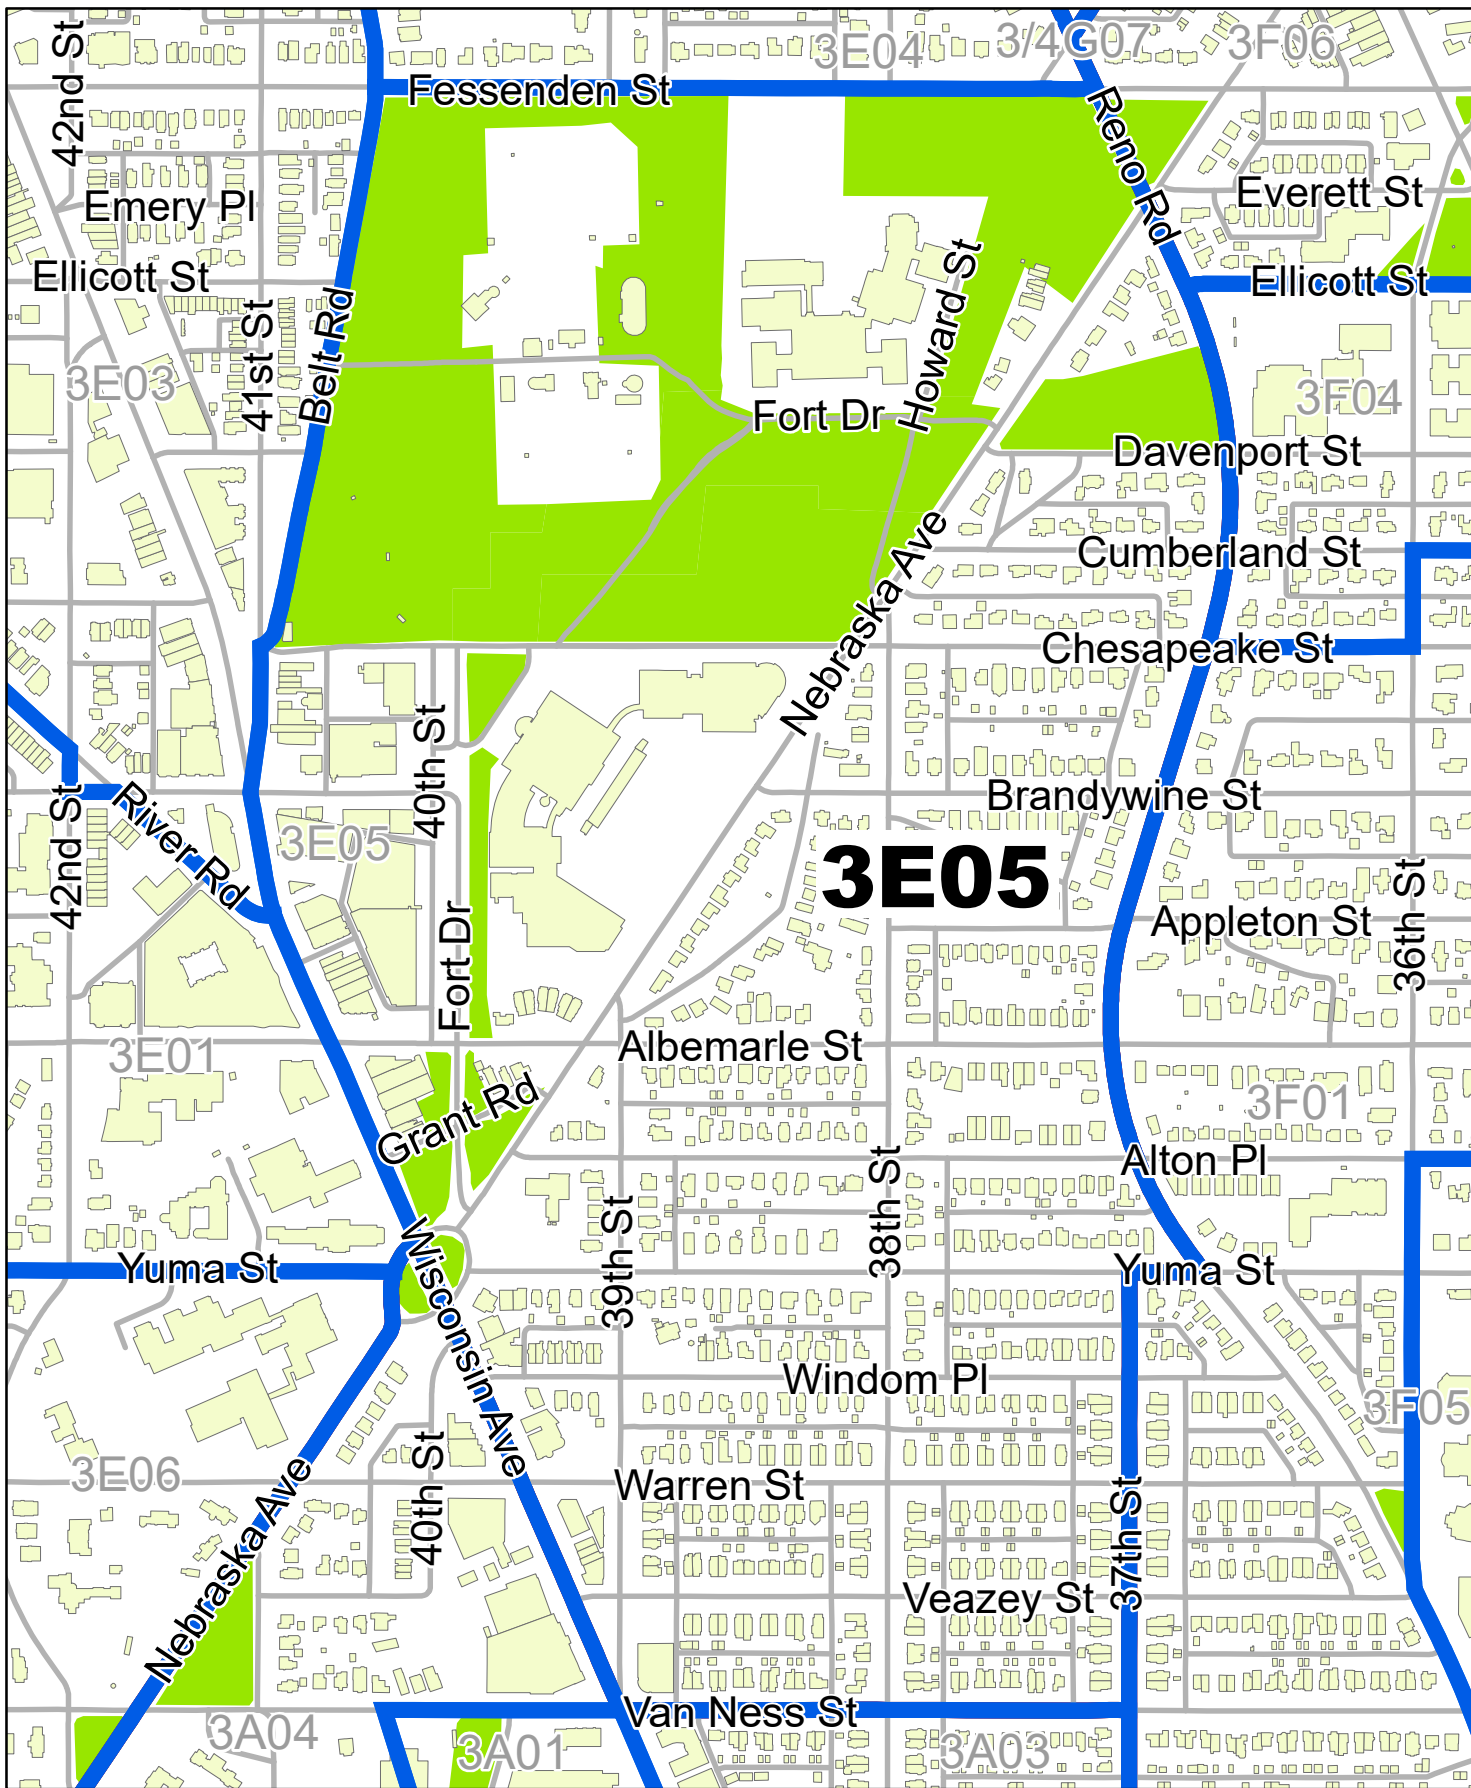 42nd St
3E04
3/4G07
3F06
Fessenden St
Reno Rd
Emery Pl
Everett St
Ellicott St
Ellicott St
41st St
Belt Rd
Howard St
3E03
3F04
Fort Dr
Davenport St
Cumberland St
Nebraska Ave
Chesapeake St
40th St
Brandywine St
River Rd
42nd St
3E05
3E05
36th St
Appleton St
Fort Dr
Albemarle St
3E01
Grant Rd
3F01
Alton Pl
38th St
39th St
Yuma St
Wisconsin Ave
Yuma St
Windom Pl
3F05
3E06
40th St
Warren St
Nebraska Ave
37th St
Veazey St
Van Ness St
3A04
3A01
3A03